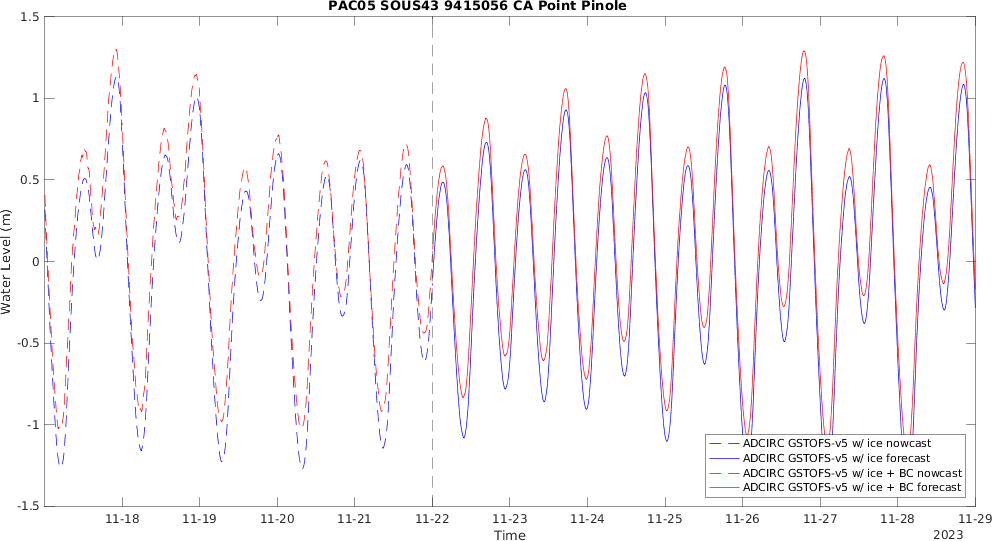 PAC05 SOUS43 9415056 CA Point Pinole
Water Level (m)
1.5
1
0.5
0
-0.5
-1
-1.5
ADCIRC GSTOFS-v5 w/ ice nowcast
ADCIRC GSTOFS-v5 w/ ice forecast
ADCIRC GSTOFS-v5 w/ ice + BC nowcast
ADCIRC GSTOFS-v5 w/ ice + BC forecast
11-18 11-19 11-20 11-21 11-22 11-23 11-24 11-25 11-26 11-27 11-28 11-29
Time
2023